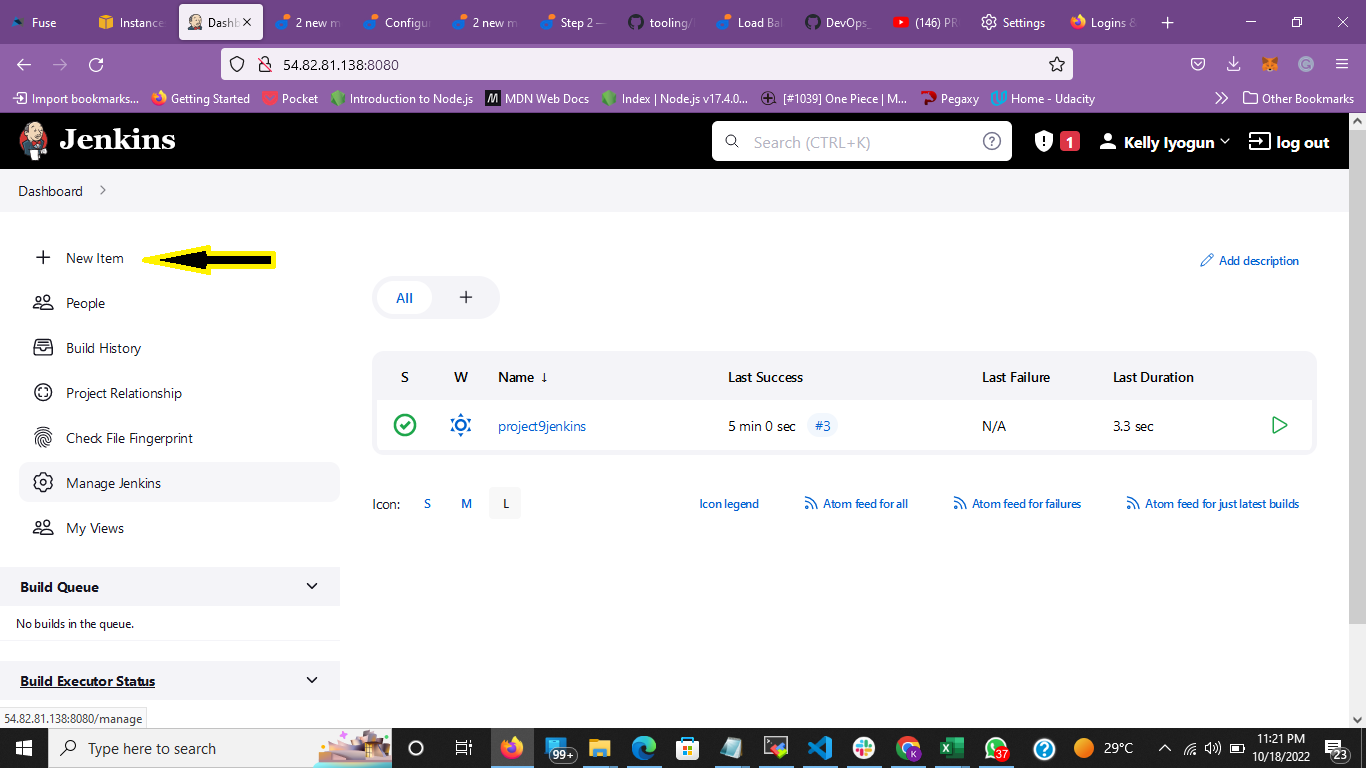 Fuse
Instance
Dashb
2 new m
Configur
2 new m
Step 2 —
tooling/
Load Bal
DevOps_
(146) PR
Settings
Logins &
54.82.81.138:8080
Import bookmarks...
Getting Started
Pocket
Introduction to Node.js
MDN Web Docs
Index | Node.js v17.4.0...
[#1039] One Piece | M...
Pegaxy
Home - Udacity
Other Bookmarks
Jenkins
Search (CTRL+K)
1
Kelly Iyogun
log out
Dashboard
New Item
Add description
People
All
+
Build History
S
W
Name ↓
Last Success
Last Failure
Last Duration
Project Relationship
project9jenkins
5 min 0 sec
#3
N/A
3.3 sec
Check File Fingerprint
Manage Jenkins
Icon:
S
M
L
Icon legend
Atom feed for all
Atom feed for failures
Atom feed for just latest builds
My Views
Build Queue
No builds in the queue.
Build Executor Status
54.82.81.138:8080/manage
Type here to search
99+
K
37
29°C
11:21 PM
10/18/2022
23